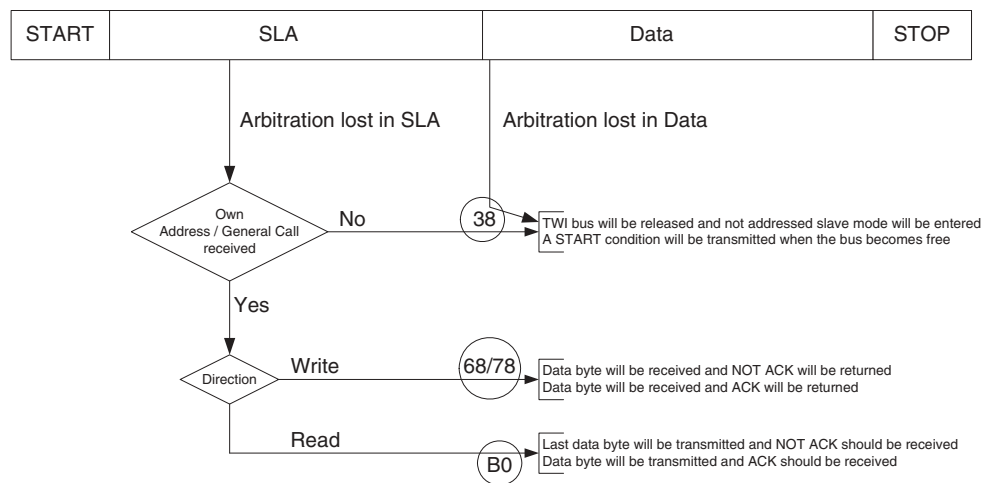 START SLA Data STOP
Arbitration lost in SLA Arbitration lost in Data
Own
Address / General Call
received
No
38
TWI bus will be released and not addressed slave mode will be entered
A START condition will be transmitted when the bus becomes free
Yes
Direction
Write
68/78
Data byte will be received and NOT ACK will be returned
Data byte will be received and ACK will be returned
Read
B0
Last data byte will be transmitted and NOT ACK should be received
Data byte will be transmitted and ACK should be received